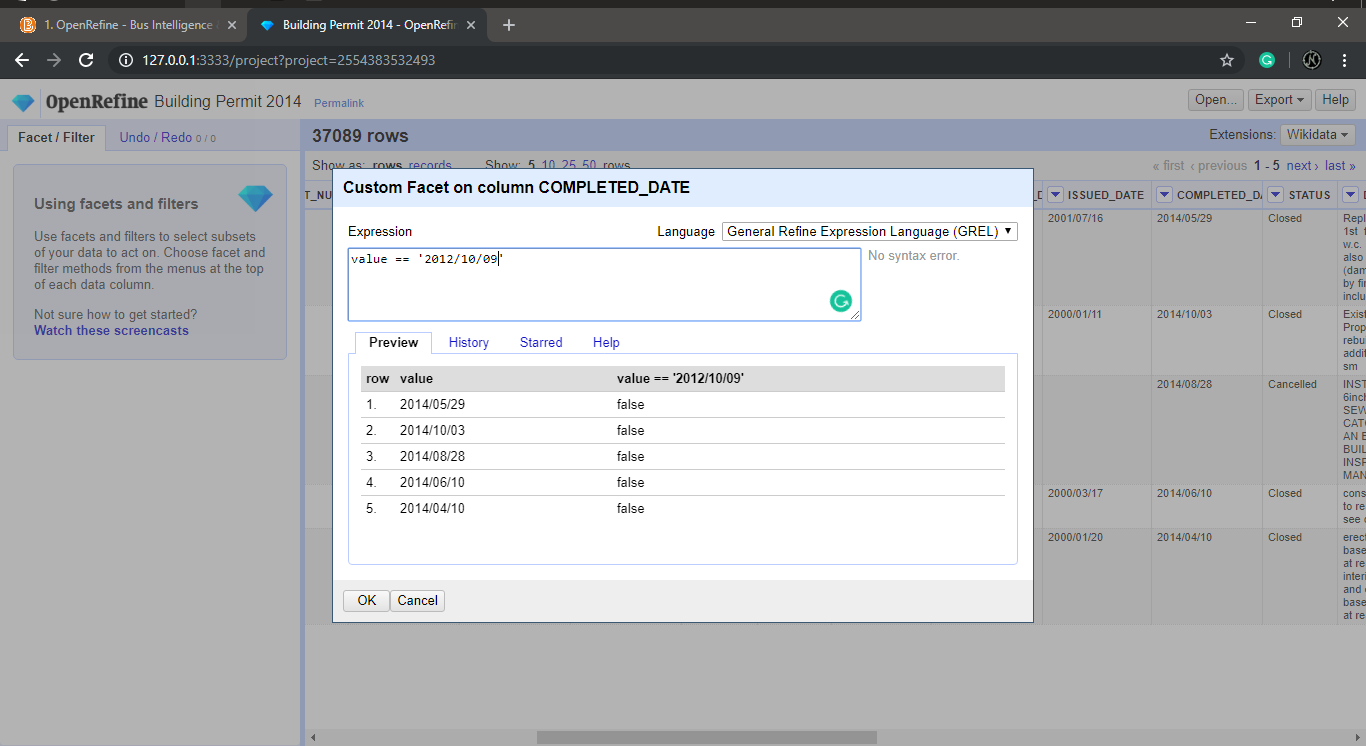 1. OpenRefine - Bus Intelligence
Building Permit 2014 - OpenRefin
127.0.0.1:3333/project?project=2554383532493
OpenRefine Building Permit 2014 Permalink
Open... Export Help
Facet / Filter Undo / Redo 0 / 0
37089 rows
Extensions: Wikidata
Show as: rows records Show: 5 10 25 50 rows
« first ‹ previous 1 - 5 next › last »
Using facets and filters
Use facets and filters to select subsets
of your data to act on. Choose facet and
filter methods from the menus at the top
of each data column.
Not sure how to get started?
Watch these screencasts
T_NU ISSUED_DATE COMPLETED_DA STATUS
2001/07/16 2014/05/29 Closed Repl
1st
w.c.
also
(dam
by fir
inclu
2000/01/11 2014/10/03 Closed Exist
Prop
rebu
addit
sm
2014/08/28 Cancelled INST
6inch
SEW
CATC
AN E
BUIL
INSP
MAN
2000/03/17 2014/06/10 Closed cons
to re
see
2000/01/20 2014/04/10 Closed erect
base
at re
interi
and
base
at re
Custom Facet on column COMPLETED_DATE
Expression Language General Refine Expression Language (GREL)
value == '2012/10/09'
No syntax error.
Preview History Starred Help
row value value == '2012/10/09'
1. 2014/05/29 false
2. 2014/10/03 false
3. 2014/08/28 false
4. 2014/06/10 false
5. 2014/04/10 false
OK Cancel